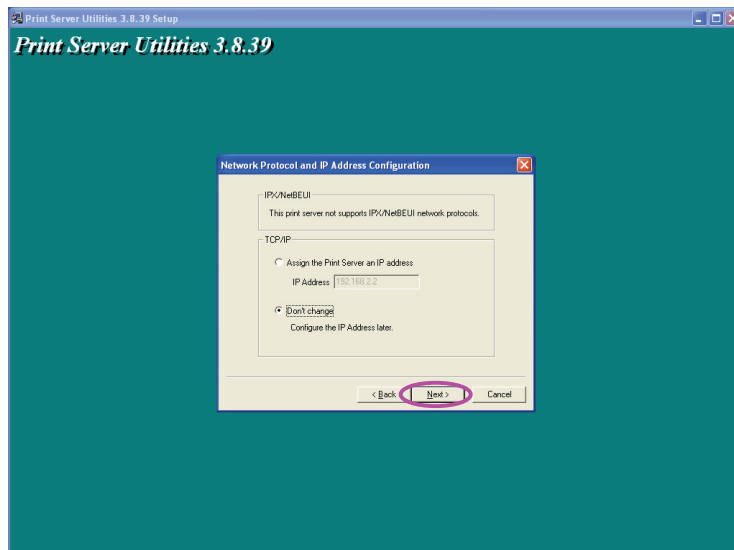 Print Server Utilities 3.8.39 Setup
Print Server Utilities 3.8.39
Network Protocol and IP Address Configuration
IPX/NetBEUI
This print server not supports IPX/NetBEUI network protocols.
TCP/IP
Assign the Print Server an IP address
IP Address 192.168.2.2
Don't change
Configure the IP Address later.
< Back Next > Cancel